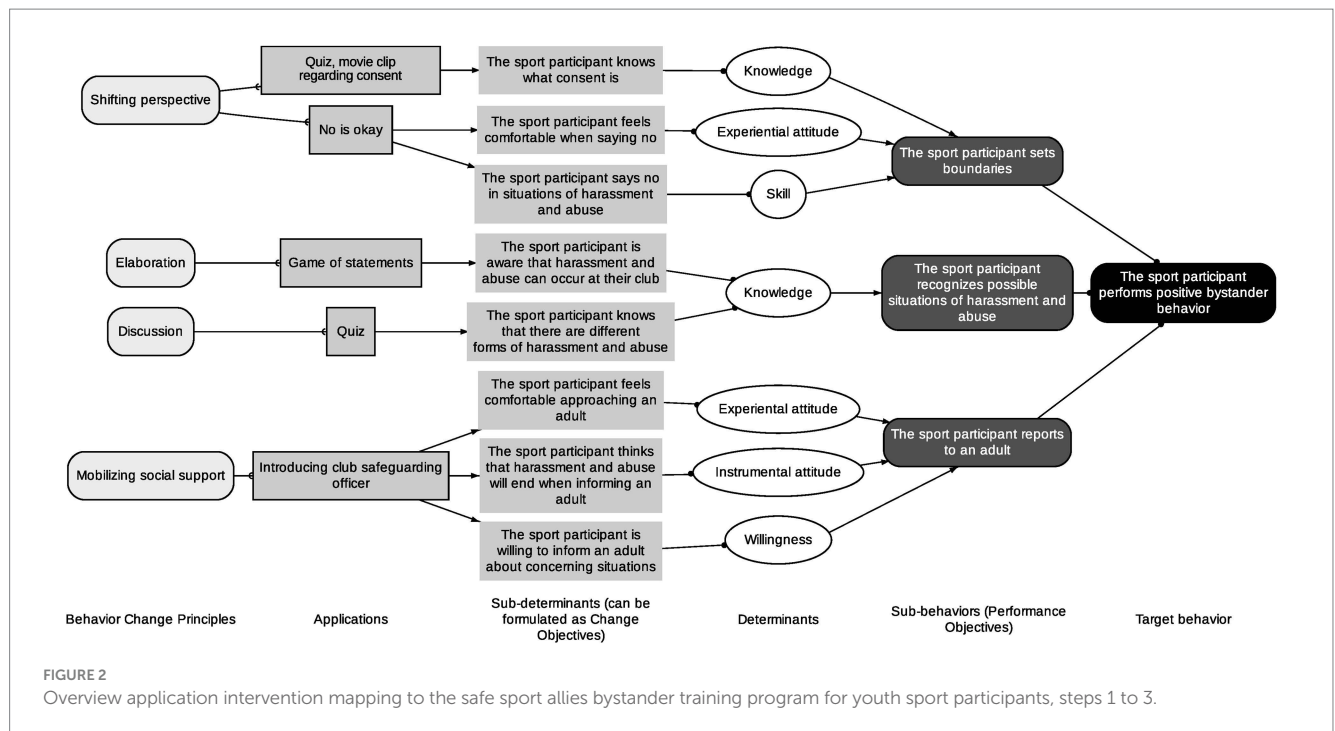 Quiz, movie clip
regarding consent
The sport participant knows
what consent is
Knowledge
Shifting perspective
No is okay
The sport participant feels
comfortable when saying no
Experiential attitude
The sport participant sets
boundaries
The sport participant says no
in situations of harassment
and abuse
Skill
Elaboration
Game of statements
The sport participant is
aware that harassment and
abuse can occur at their club
Knowledge
The sport participant
recognizes possible
situations of harassment and
abuse
The sport participant
performs positive bystander
behavior
Discussion
Quiz
The sport participant knows
that there are different
forms of harassment and abuse
The sport participant feels
comfortable approaching an
adult
Experiental attitude
The sport participant reports
to an adult
Mobilizing social support
Introducing club safeguarding
officer
The sport participant thinks
that harassment and abuse
will end when informing an
adult
Instrumental attitude
The sport participant is
willing to inform an adult
about concerning situations
Willingness
Behavior Change Principles
Applications
Sub-determinants (can be
formulated as Change
Objectives)
Determinants
Sub-behaviors (Performance
Objectives)
Target behavior
FIGURE 2
Overview application intervention mapping to the safe sport allies bystander training program for youth sport participants, steps 1 to 3.